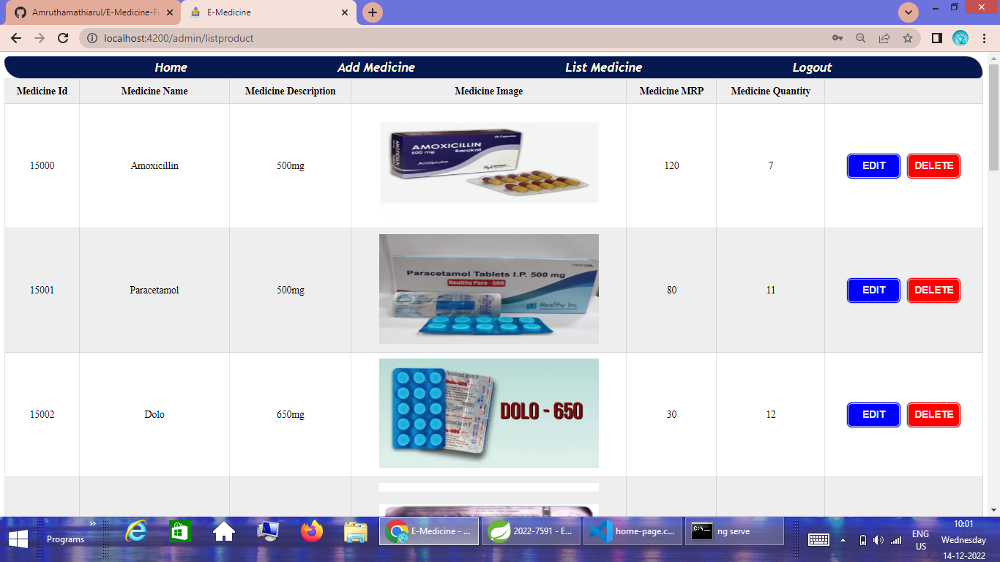 Amruthamathiarul/E-Medicine-Fu
E-Medicine
localhost:4200/admin/listproduct
Home Add Medicine List Medicine Logout
Medicine Id Medicine Name Medicine Description Medicine Image Medicine MRP Medicine Quantity
AMOXICILLIN
500 mg Barakat
Antibiotic
15000 Amoxicillin 500mg 120 7 EDIT DELETE
Paracetamol Tablets I.P. 500 mg
Healthy Para - 500
Healthy Inc.
15001 Paracetamol 500mg 80 11 EDIT DELETE
Dolo-650
DOLO - 650
15002 Dolo 650mg 30 12 EDIT DELETE
Programs
E-Medicine - ...
2022-7591 - E...
home-page.c...
C:\.
ng serve
ENG
US
10:01
Wednesday
14-12-2022